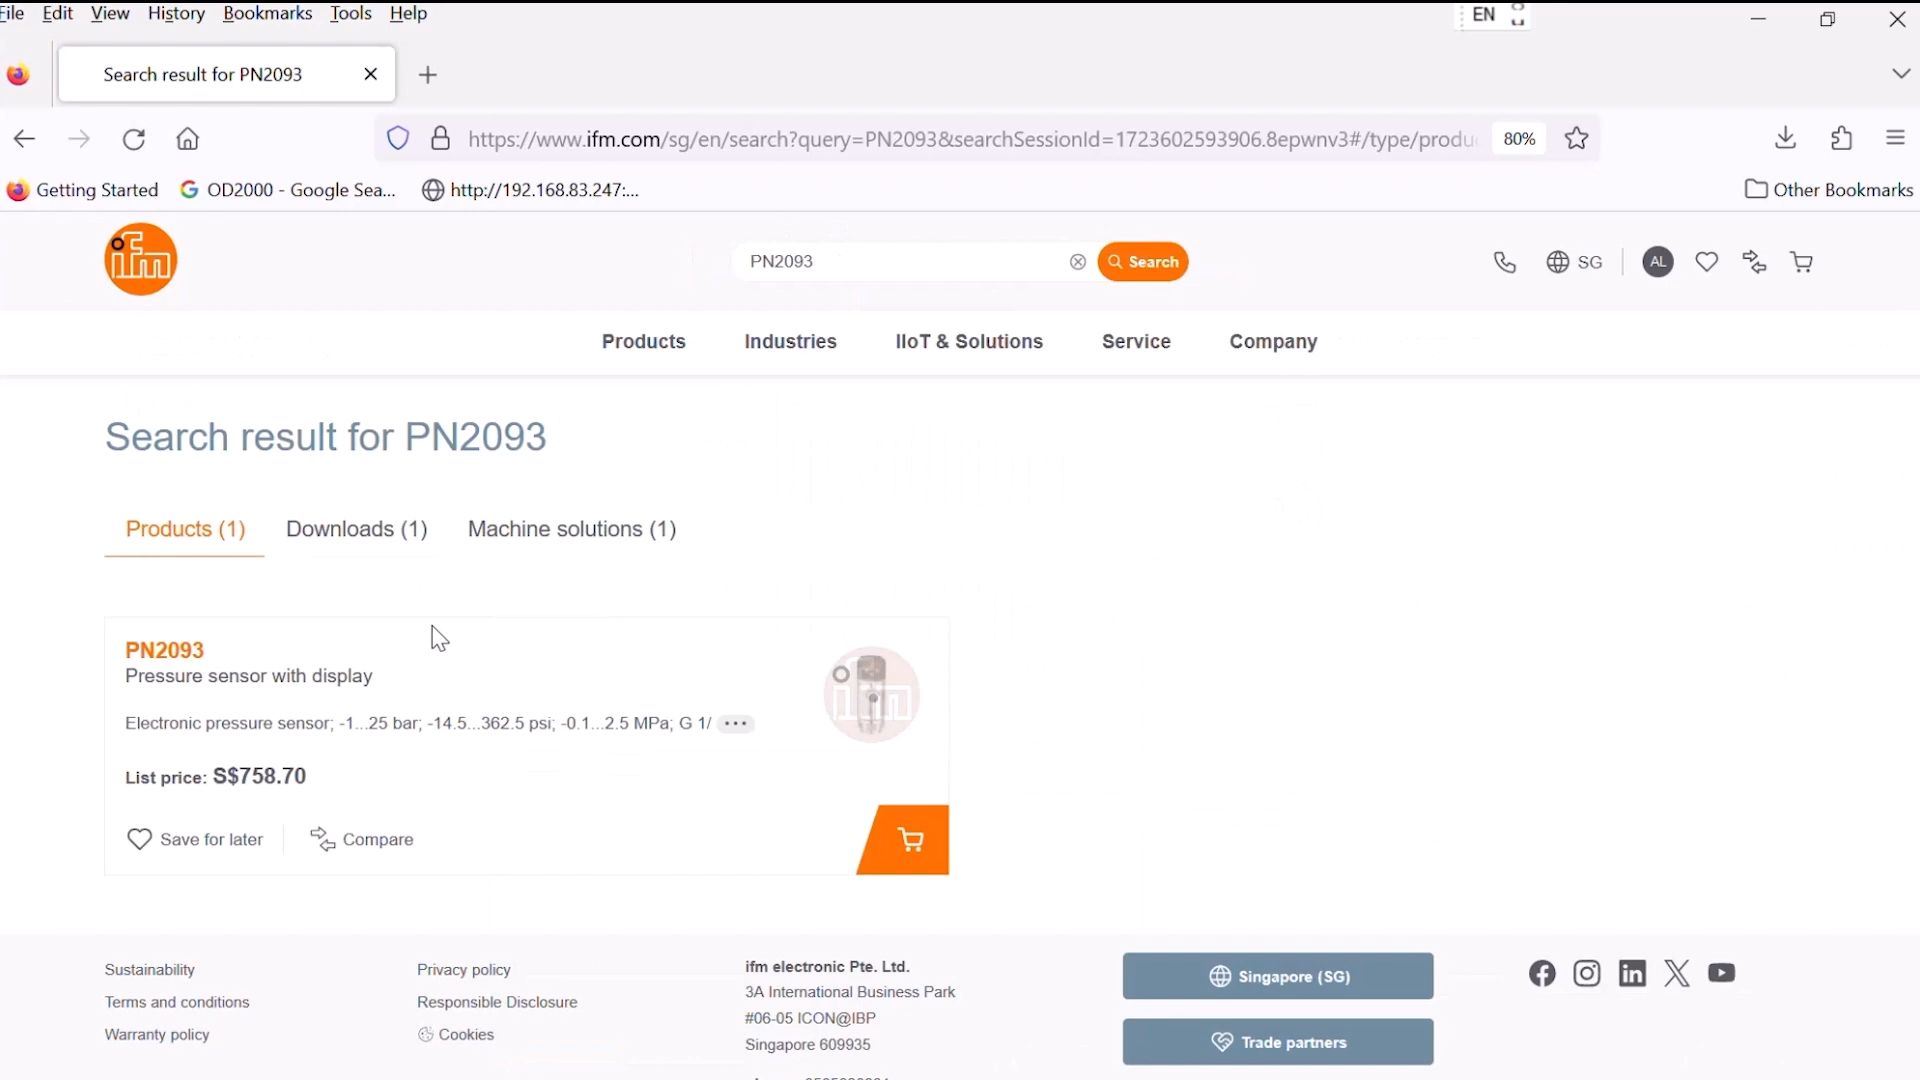 File Edit View History Bookmarks Tools Help
EN
Search result for PN2093
https://www.ifm.com/sg/en/search?query=PN2093&searchSessionId=1723602593906.8epwnv3#/type/produ
80%
Getting Started
OD2000 - Google Sea...
http://192.168.83.247:...
Other Bookmarks
ifm
PN2093
Search
SG
AL
Products
Industries
IIoT & Solutions
Service
Company
Search result for PN2093
Products (1)
Downloads (1)
Machine solutions (1)
PN2093
Pressure sensor with display
Electronic pressure sensor; -1...25 bar; -14.5...362.5 psi; -0.1...2.5 MPa; G 1/ •••
ifm
List price: S$758.70
Save for later
Compare
Sustainability
Terms and conditions
Warranty policy
Privacy policy
Responsible Disclosure
Cookies
ifm electronic Pte. Ltd.
3A International Business Park
#06-05 ICON@IBP
Singapore 609935
Singapore (SG)
Trade partners